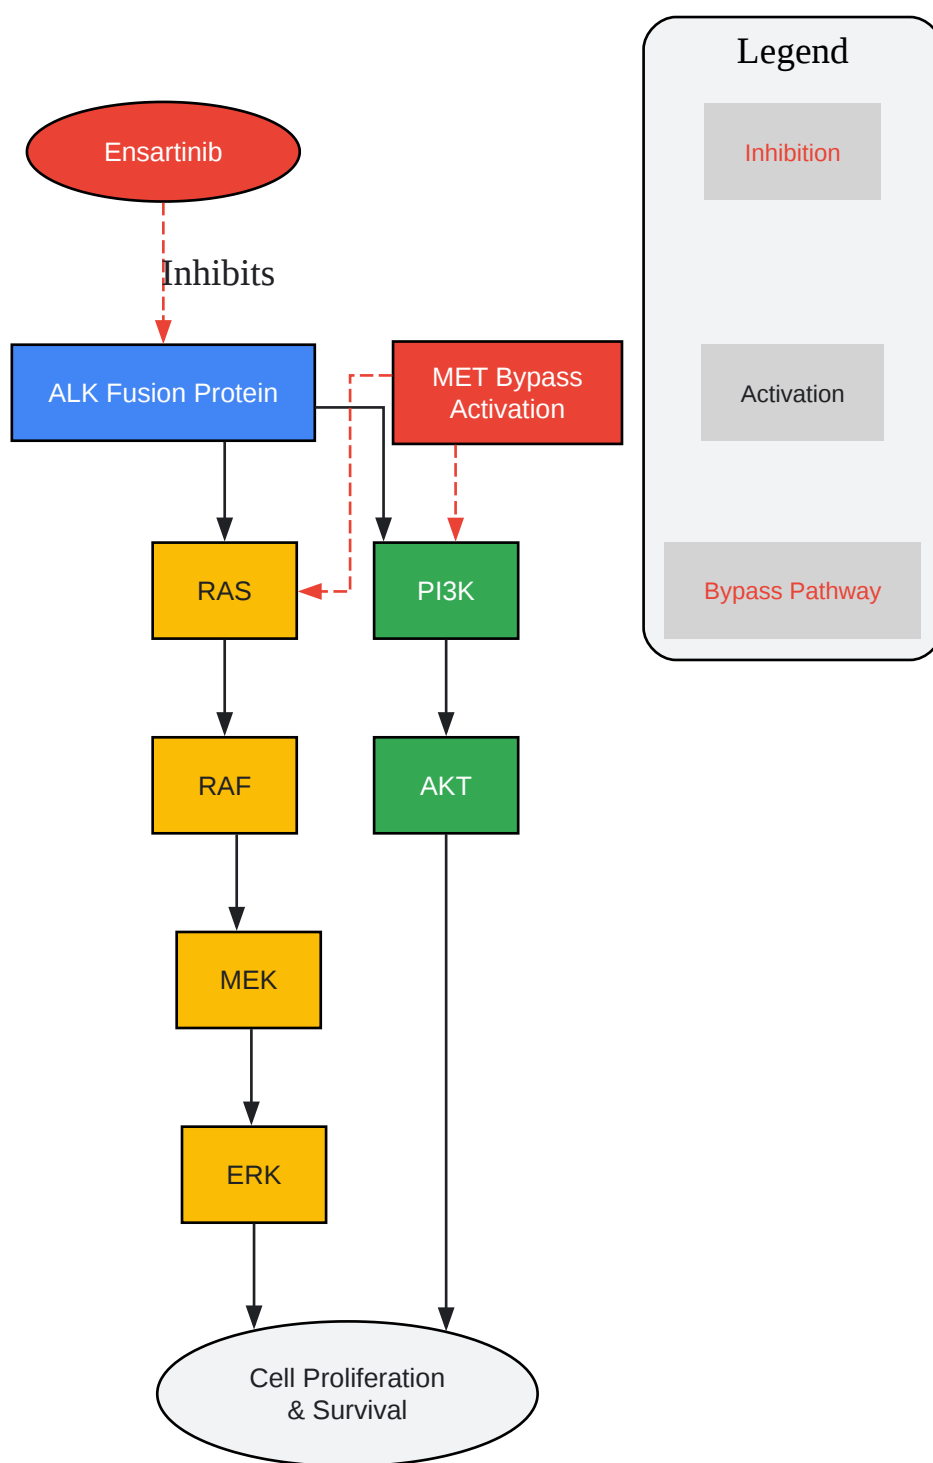 Legend
Ensartinib
Inhibition
Inhibits
ALK Fusion Protein
MET Bypass
Activation
Activation
RAS
PI3K
Bypass Pathway
RAF
AKT
MEK
ERK
Cell Proliferation
& Survival